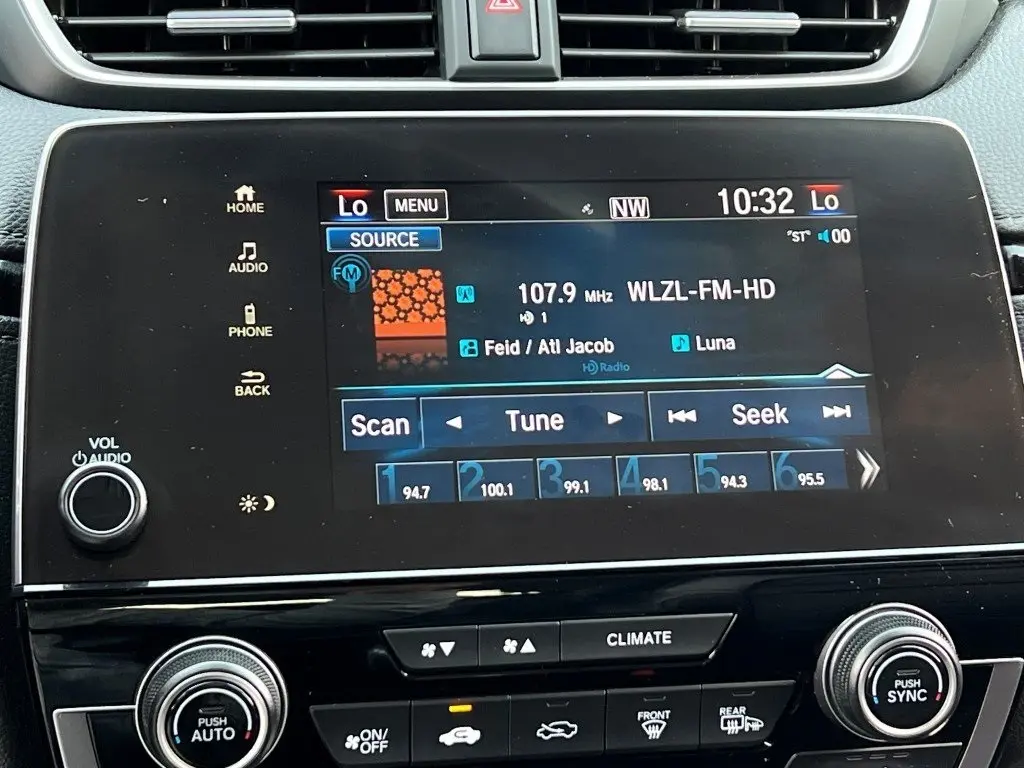 HOME
AUDIO
PHONE
BACK
VOL
AUDIO
Lo
MENU
NW
10:32
Lo
SOURCE
"ST"
00
FM
107.9 MHz WLZL-FM-HD
HD 1
Feid / Atl Jacob
Luna
HD Radio
Scan
Tune
Seek
1 94.7
2 100.1
3 99.1
4 98.1
5 94.3
6 95.5
CLIMATE
PUSH
AUTO
PUSH
SYNC
ON/
OFF
FRONT
REAR